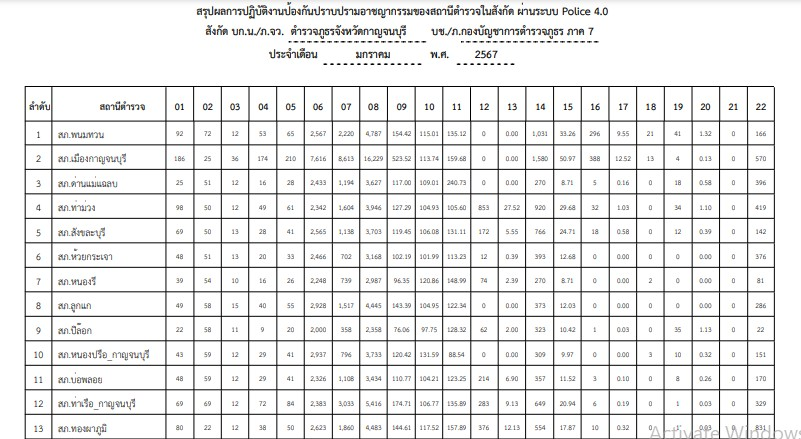 สรุปผลการปฏิบัติงานป้องกันปราบปรามอาชญากรรมของสถานีตำรวจในสังกัด ผ่านระบบ Police 4.0
สังกัด บก.น./ภ.จว. ตำรวจภูธรจังหวัดกาญจนบุรี บช./ภ.กองบัญชาการตำรวจภูธร ภาค 7
ประจำเดือน มกราคม พ.ศ. 2567
ลำดับ สถานีตำรวจ 01 02 03 04 05 06 07 08 09 10 11 12 13 14 15 16 17 18 19 20 21 22
1 สภ.พนมทวน 92 72 12 53 65 2,567 2,220 4,787 154.42 115.01 135.12 0 0.00 1,031 33.26 296 9.55 21 41 1.32 0 166
2 สภ.เมืองกาญจนบุรี 186 25 36 174 210 7,616 8,613 16,229 523.52 113.74 159.68 0 0.00 1,580 50.97 388 12.52 13 4 0.13 0 570
3 สภ.ด่านแม่แฉลบ 25 51 12 16 28 2,433 1,194 3,627 117.00 109.01 240.73 0 0.00 270 8.71 5 0.16 0 18 0.58 0 396
4 สภ.ท่าม่วง 98 50 12 49 61 2,342 1,604 3,946 127.29 104.93 105.60 853 27.52 920 29.68 32 1.03 0 34 1.10 0 419
5 สภ.สังขละบุรี 69 50 13 28 41 2,565 1,138 3,703 119.45 106.08 131.11 172 5.55 766 24.71 18 0.58 0 12 0.39 0 142
6 สภ.ห้วยกระเจา 48 51 13 20 33 2,466 702 3,168 102.19 101.99 113.23 12 0.39 393 12.68 0 0.00 0 0 0.00 0 376
7 สภ.หนองรี 39 54 10 16 26 2,248 739 2,987 96.35 120.86 148.99 74 2.39 270 8.71 0 0.00 2 0 0.00 0 81
8 สภ.ลูกแก 49 58 15 40 55 2,928 1,517 4,445 143.39 104.95 122.34 0 0.00 373 12.03 0 0.00 0 0 0.00 0 286
9 สภ.ปิล๊อก 22 58 11 9 20 2,000 358 2,358 76.06 97.75 128.32 62 2.00 323 10.42 1 0.03 0 35 1.13 0 22
10 สภ.หนองปรือ_กาญจนบุรี 43 59 12 29 41 2,937 796 3,733 120.42 131.59 88.54 0 0.00 309 9.97 0 0.00 3 10 0.32 0 151
11 สภ.บ่อพลอย 48 59 12 29 41 2,326 1,108 3,434 110.77 104.21 123.25 214 6.90 357 11.52 3 0.10 0 8 0.26 0 170
12 สภ.ท่าเรือ_กาญจนบุรี 69 69 12 72 84 2,383 3,033 5,416 174.71 106.77 135.89 283 9.13 649 20.94 6 0.19 0 1 0.03 0 329
13 สภ.ทองผาภูมิ 80 22 12 38 50 2,623 1,860 4,483 144.61 117.52 157.89 376 12.13 554 17.87 10 0.32 0 1 0.03 0 831
Activate Windows